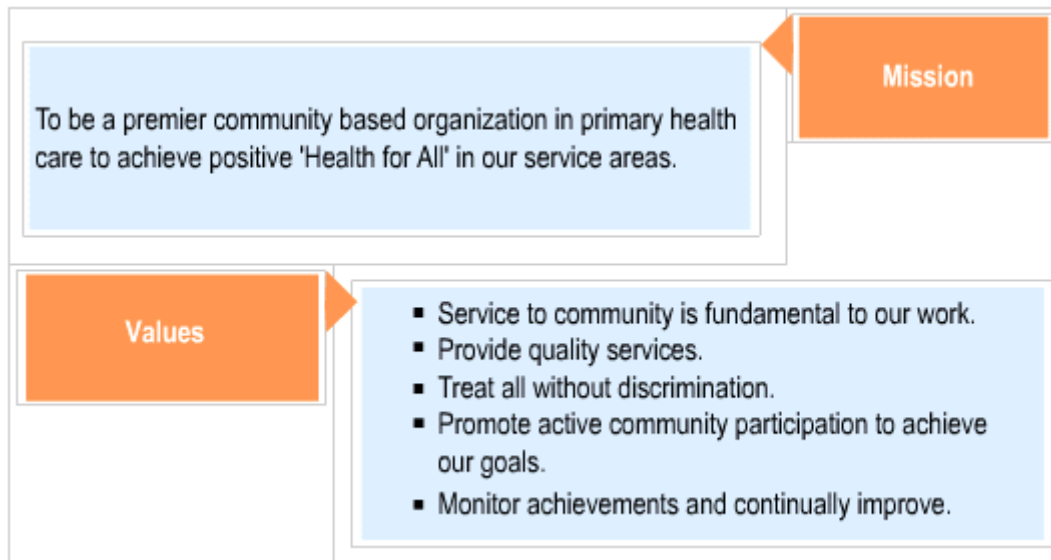 Mission
To be a premier community based organization in primary health
care to achieve positive 'Health for All' in our service areas.
Values
▪ Service to community is fundamental to our work.
▪ Provide quality services.
▪ Treat all without discrimination.
▪ Promote active community participation to achieve
our goals.
▪ Monitor achievements and continually improve.